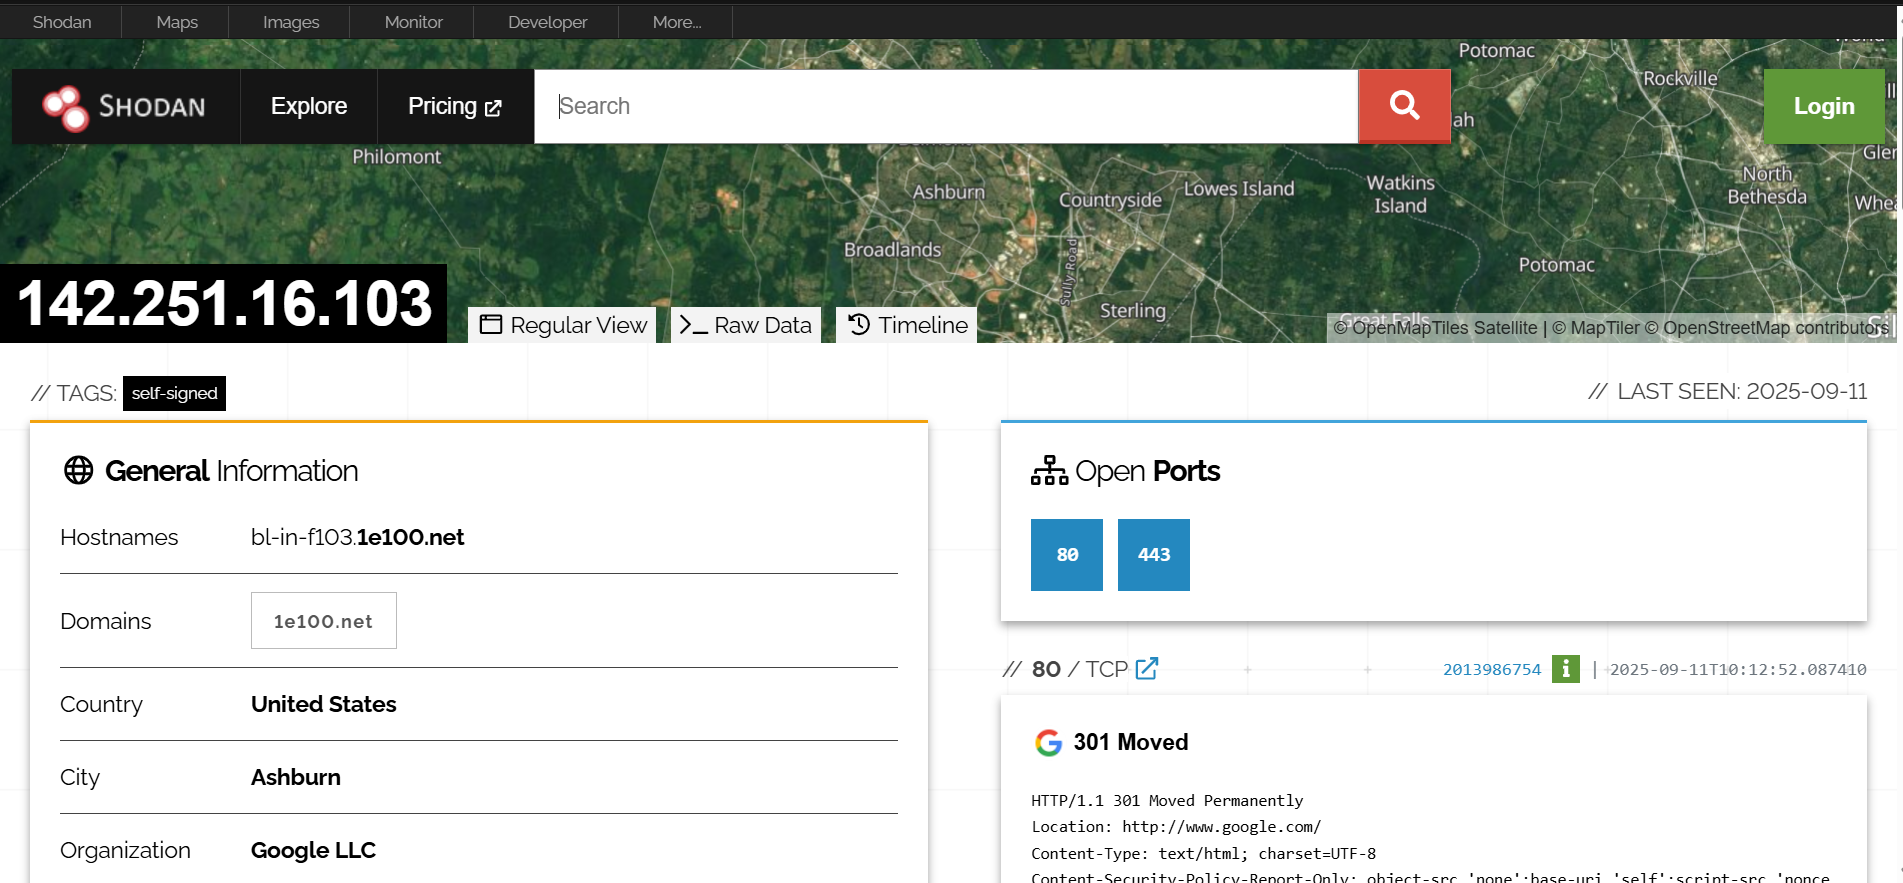 Shodan
Maps
Images
Monitor
Developer
More...
Potomac
Rockville
SHODAN
Explore
Pricing
Search
Login
Philomont
Ashburn
Countryside
Lowes Island
Watkins
Island
North
Bethesda
Broadlands
Sully Road
Potomac
Sterling
Great Falls
142.251.16.103
Regular View
Raw Data
Timeline
© OpenMapTiles Satellite | © MapTiler © OpenStreetMap contributors
// TAGS: self-signed
// LAST SEEN: 2025-09-11
General Information
Hostnames bl-in-f103.1e100.net
Domains 1e100.net
Country United States
City Ashburn
Organization Google LLC
Open Ports
80 443
// 80 / TCP
2013986754 i | 2025-09-11T10:12:52.087410
301 Moved
HTTP/1.1 301 Moved Permanently
Location: http://www.google.com/
Content-Type: text/html; charset=UTF-8
Content-Security-Policy-Report-Only: object-src 'none';base-uri 'self';script-src 'nonce